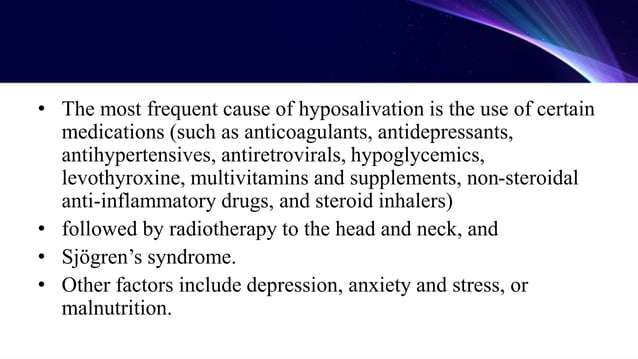 • The most frequent cause of hyposalivation is the use of certain
medications (such as anticoagulants, antidepressants,
antihypertensives, antiretrovirals, hypoglycemics,
levothyroxine, multivitamins and supplements, non-steroidal
anti-inflammatory drugs, and steroid inhalers)
• followed by radiotherapy to the head and neck, and
• Sjögren’s syndrome.
• Other factors include depression, anxiety and stress, or
malnutrition.